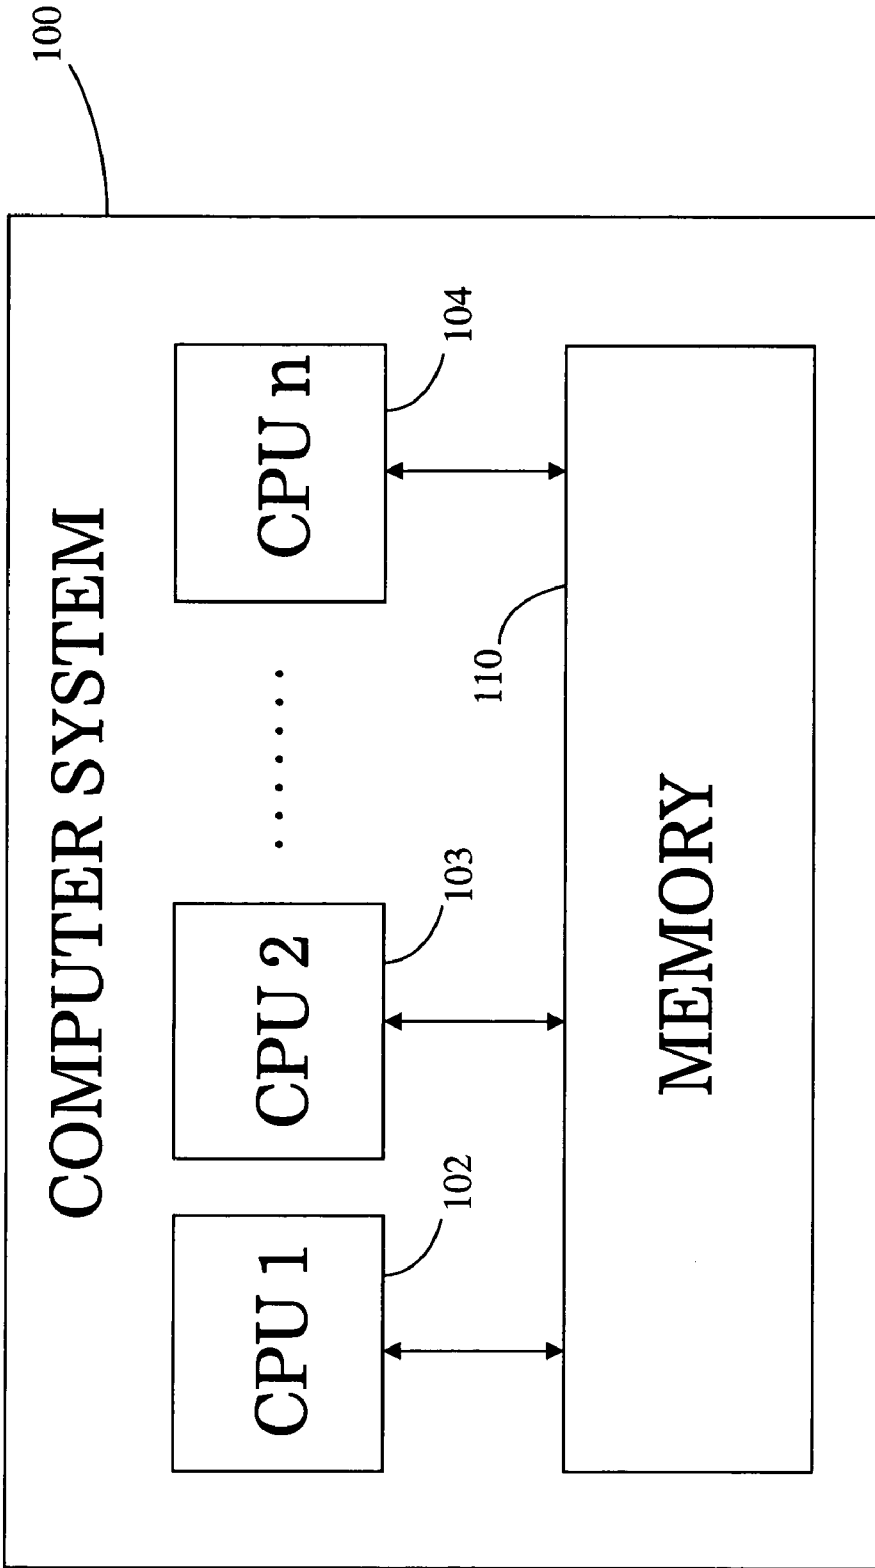 100
COMPUTER SYSTEM
CPU 1
CPU 2
.......
CPU n
102
103
104
110
MEMORY